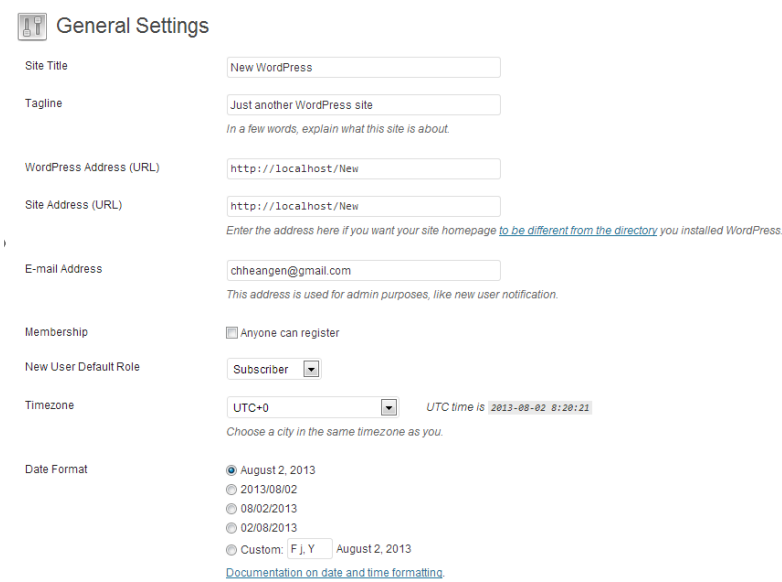 General Settings
Site Title New WordPress
Tagline Just another WordPress site
In a few words, explain what this site is about.
WordPress Address (URL) http://localhost/New
Site Address (URL) http://localhost/New
Enter the address here if you want your site homepage to be different from the directory you installed WordPress.
E-mail Address chheangen@gmail.com
This address is used for admin purposes, like new user notification.
Membership Anyone can register
New User Default Role Subscriber
Timezone UTC+0 UTC time is 2013-08-02 8:20:21
Choose a city in the same timezone as you.
Date Format August 2, 2013
2013/08/02
08/02/2013
02/08/2013
Custom: F j, Y August 2, 2013
Documentation on date and time formatting.